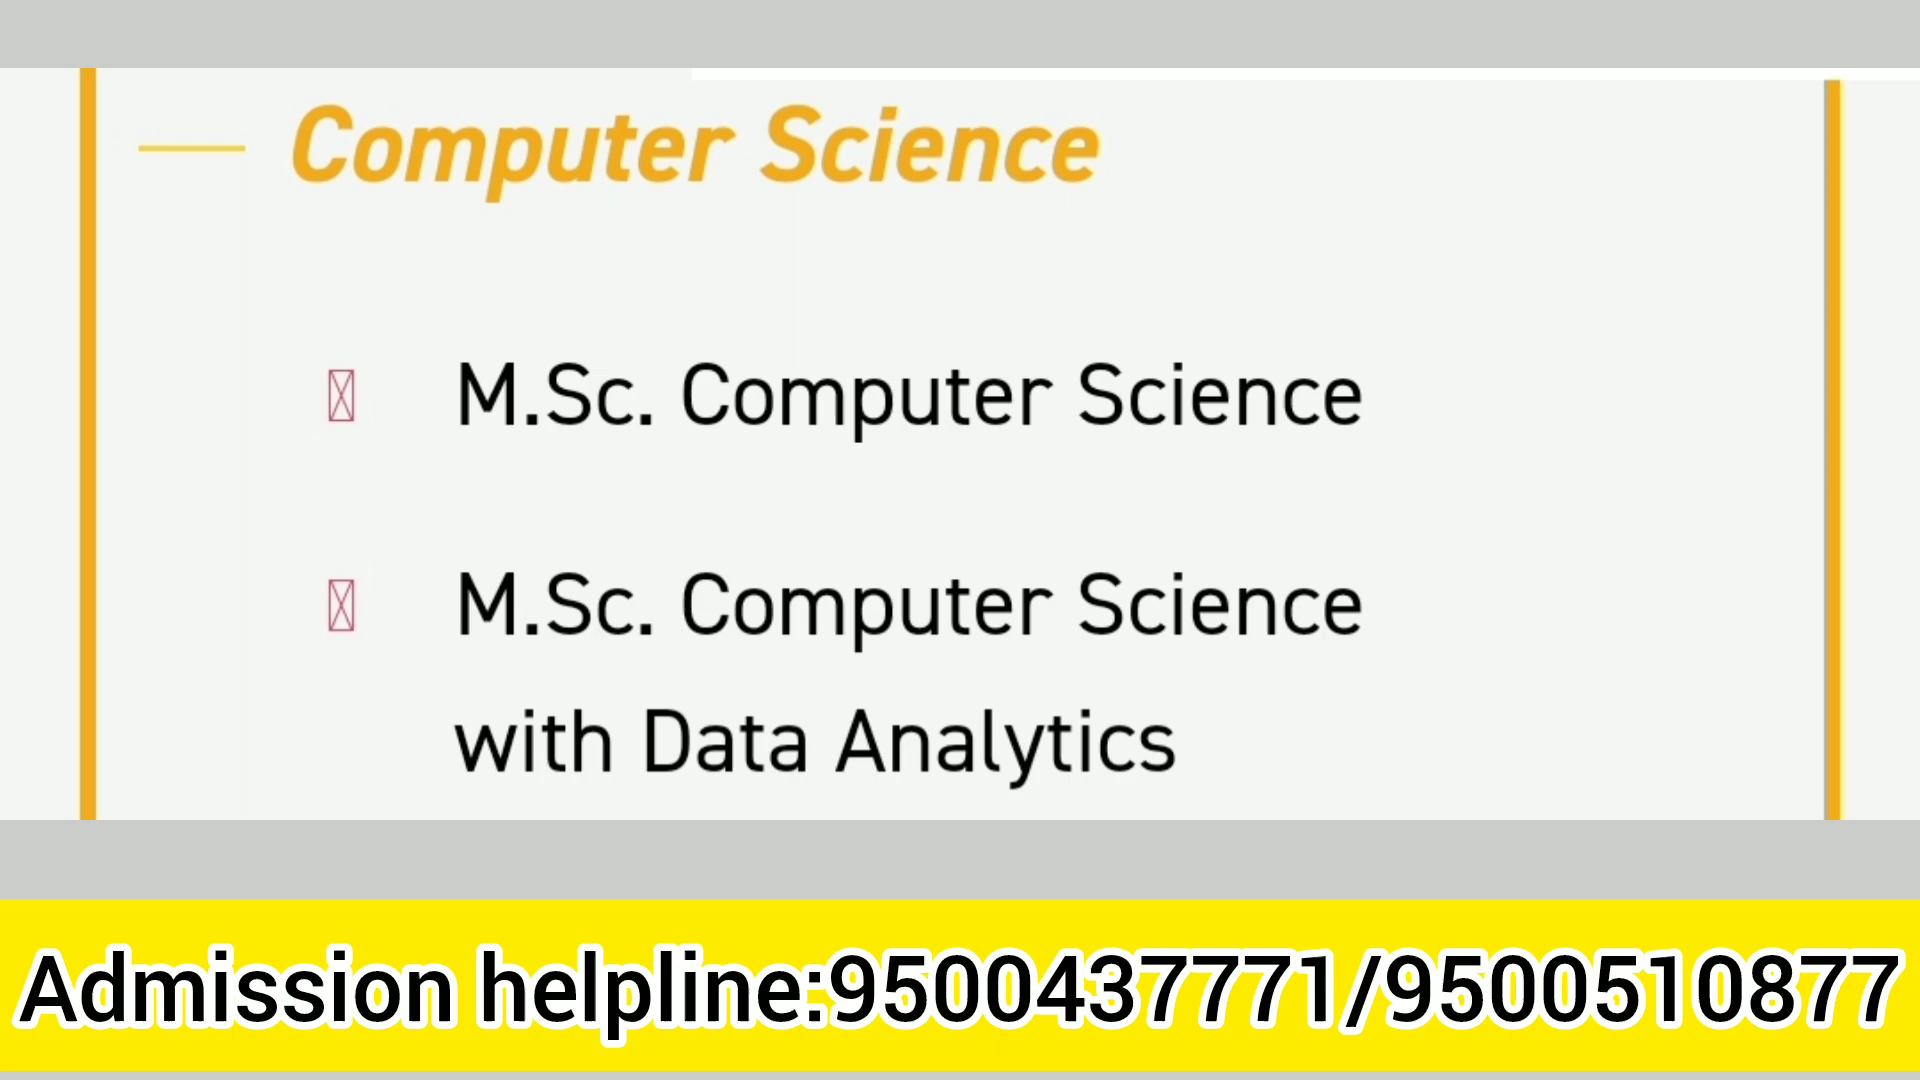 Computer Science
M.Sc. Computer Science
M.Sc. Computer Science
with Data Analytics
Admission helpline:9500437771/9500510877